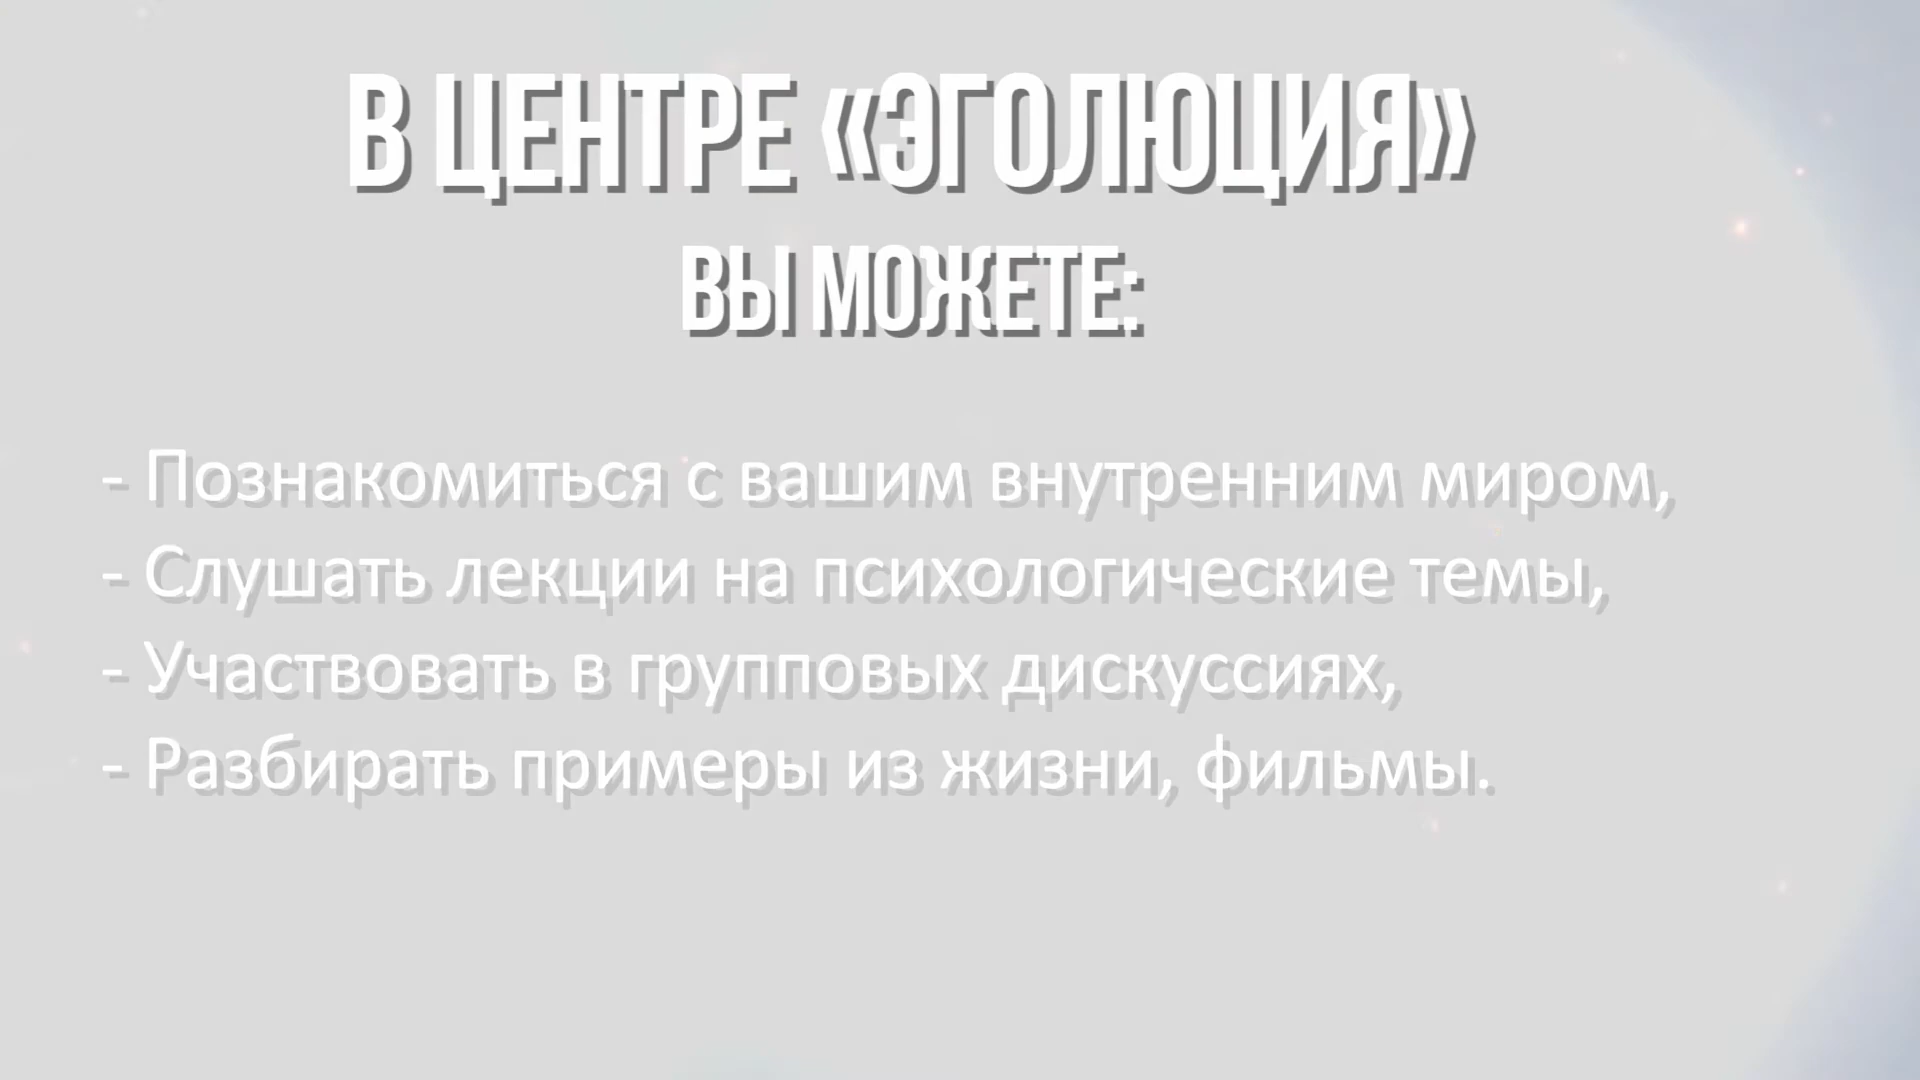 В ЦЕНТРЕ «ЭГОЛЮЦИЯ»
ВЫ МОЖЕТЕ:
- Познакомиться с вашим внутренним миром,
- Слушать лекции на психологические темы,
- Участвовать в групповых дискуссиях,
- Разбирать примеры из жизни, фильмы.